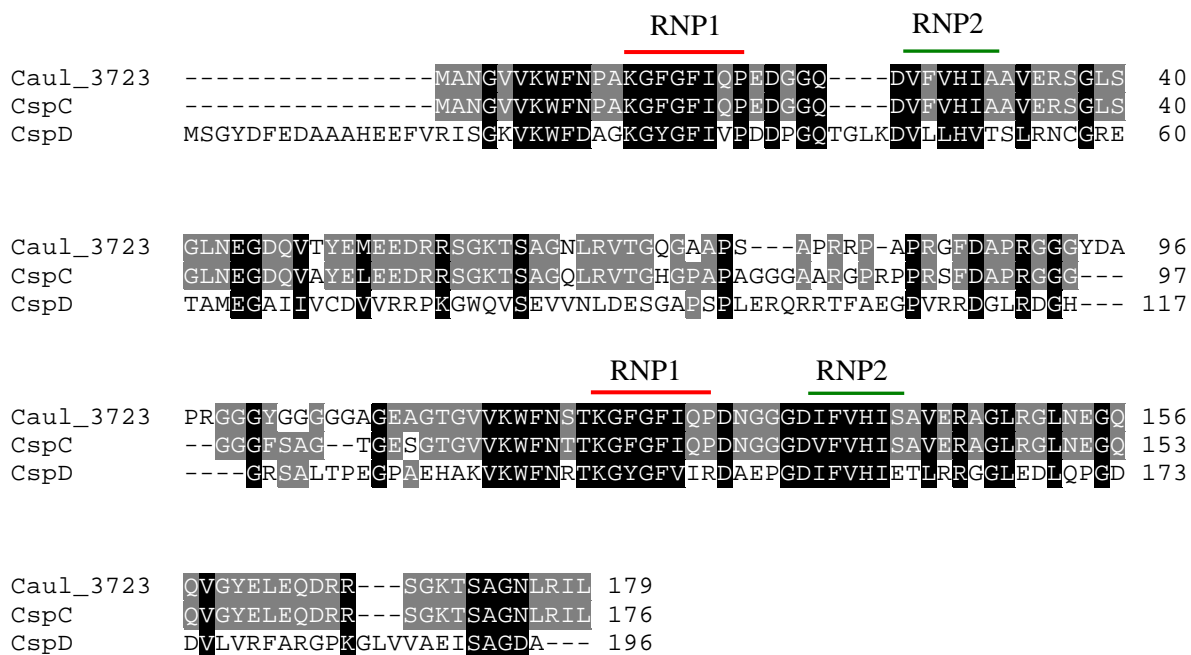 RNP1 RNP2
Caul_3723 ----------------MANGVVKWFNPAKGFGFIQPEDGGQ----DVFVHIAAVERSGLS 40
CspC ----------------MANGVVKWFNPAKGFGFIQPEDGGQ----DVFVHIAAVERSGLS 40
CspD MSGYDFEDAAAHEEFVRISGKVKWFDAGKGYGFIVPDDPGQTGLKDVLLHVTSLRNCGRE 60
Caul_3723 GLNEGDQVTYEMEEDRRSGKTSAGNLRVTGQGAAPS---APRRP-APRGFDAPRGGGYDA 96
CspC GLNEGDQVAYELEEDRRSGKTSAGQLRVTGHGPAPAGGGAARGPRPPRSFDAPRGGG--- 97
CspD TAMEGAIIVCDVVRRPKGWQVSEVVNLDESGAPSPLERQRRTFAEGPVRRDGLRDGH--- 117
RNP1 RNP2
Caul_3723 PRGGGYGGGGGAGEAGTGVVKWFNSTKGFGFIQPDNGGGDIFVHISAVERAGLRGLNEGQ 156
CspC --GGGFSAG--TGESGTGVVKWFNTTKGFGFIQPDNGGGDVFVHISAVERAGLRGLNEGQ 153
CspD ----GRSALTPEGPAEHAKVKWFNRTKGYGFVIRDAEPGDIFVHIETLRRGGLEDLQPGD 173
Caul_3723 QVGYELEQDRR---SGKTSAGNLRIL 179
CspC QVGYELEQDRR---SGKTSAGNLRIL 176
CspD DVLVRFARGPKGLVVAEISAGDA--- 196